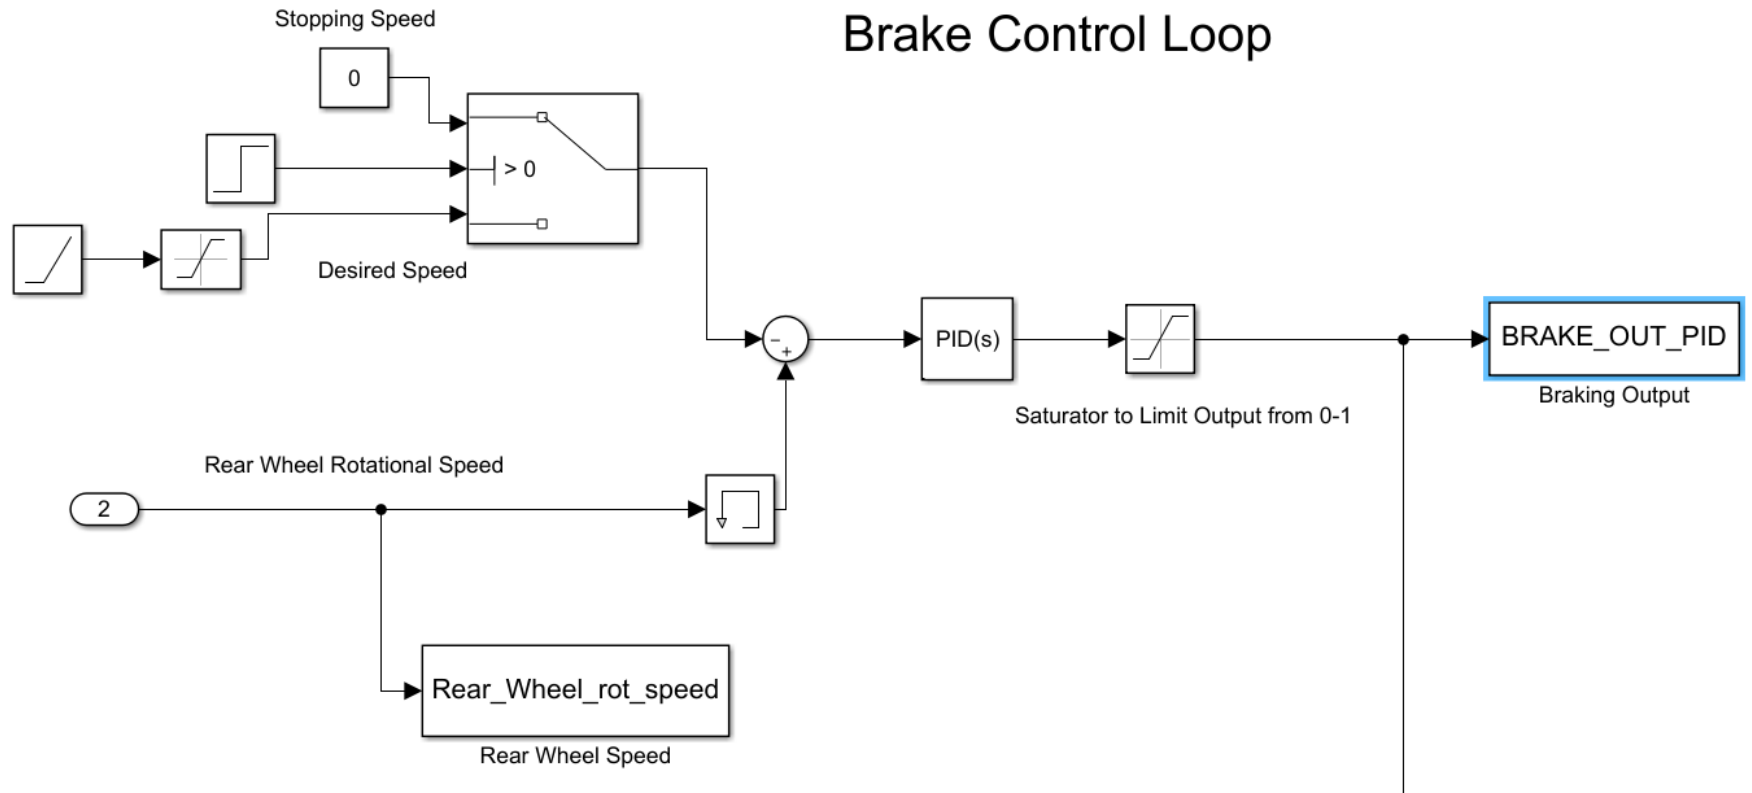 Brake Control Loop
Stopping Speed
0
> 0
Desired Speed
−
+
PID(s)
BRAKE_OUT_PID
Braking Output
Saturator to Limit Output from 0-1
Rear Wheel Rotational Speed
2
Rear_Wheel_rot_speed
Rear Wheel Speed